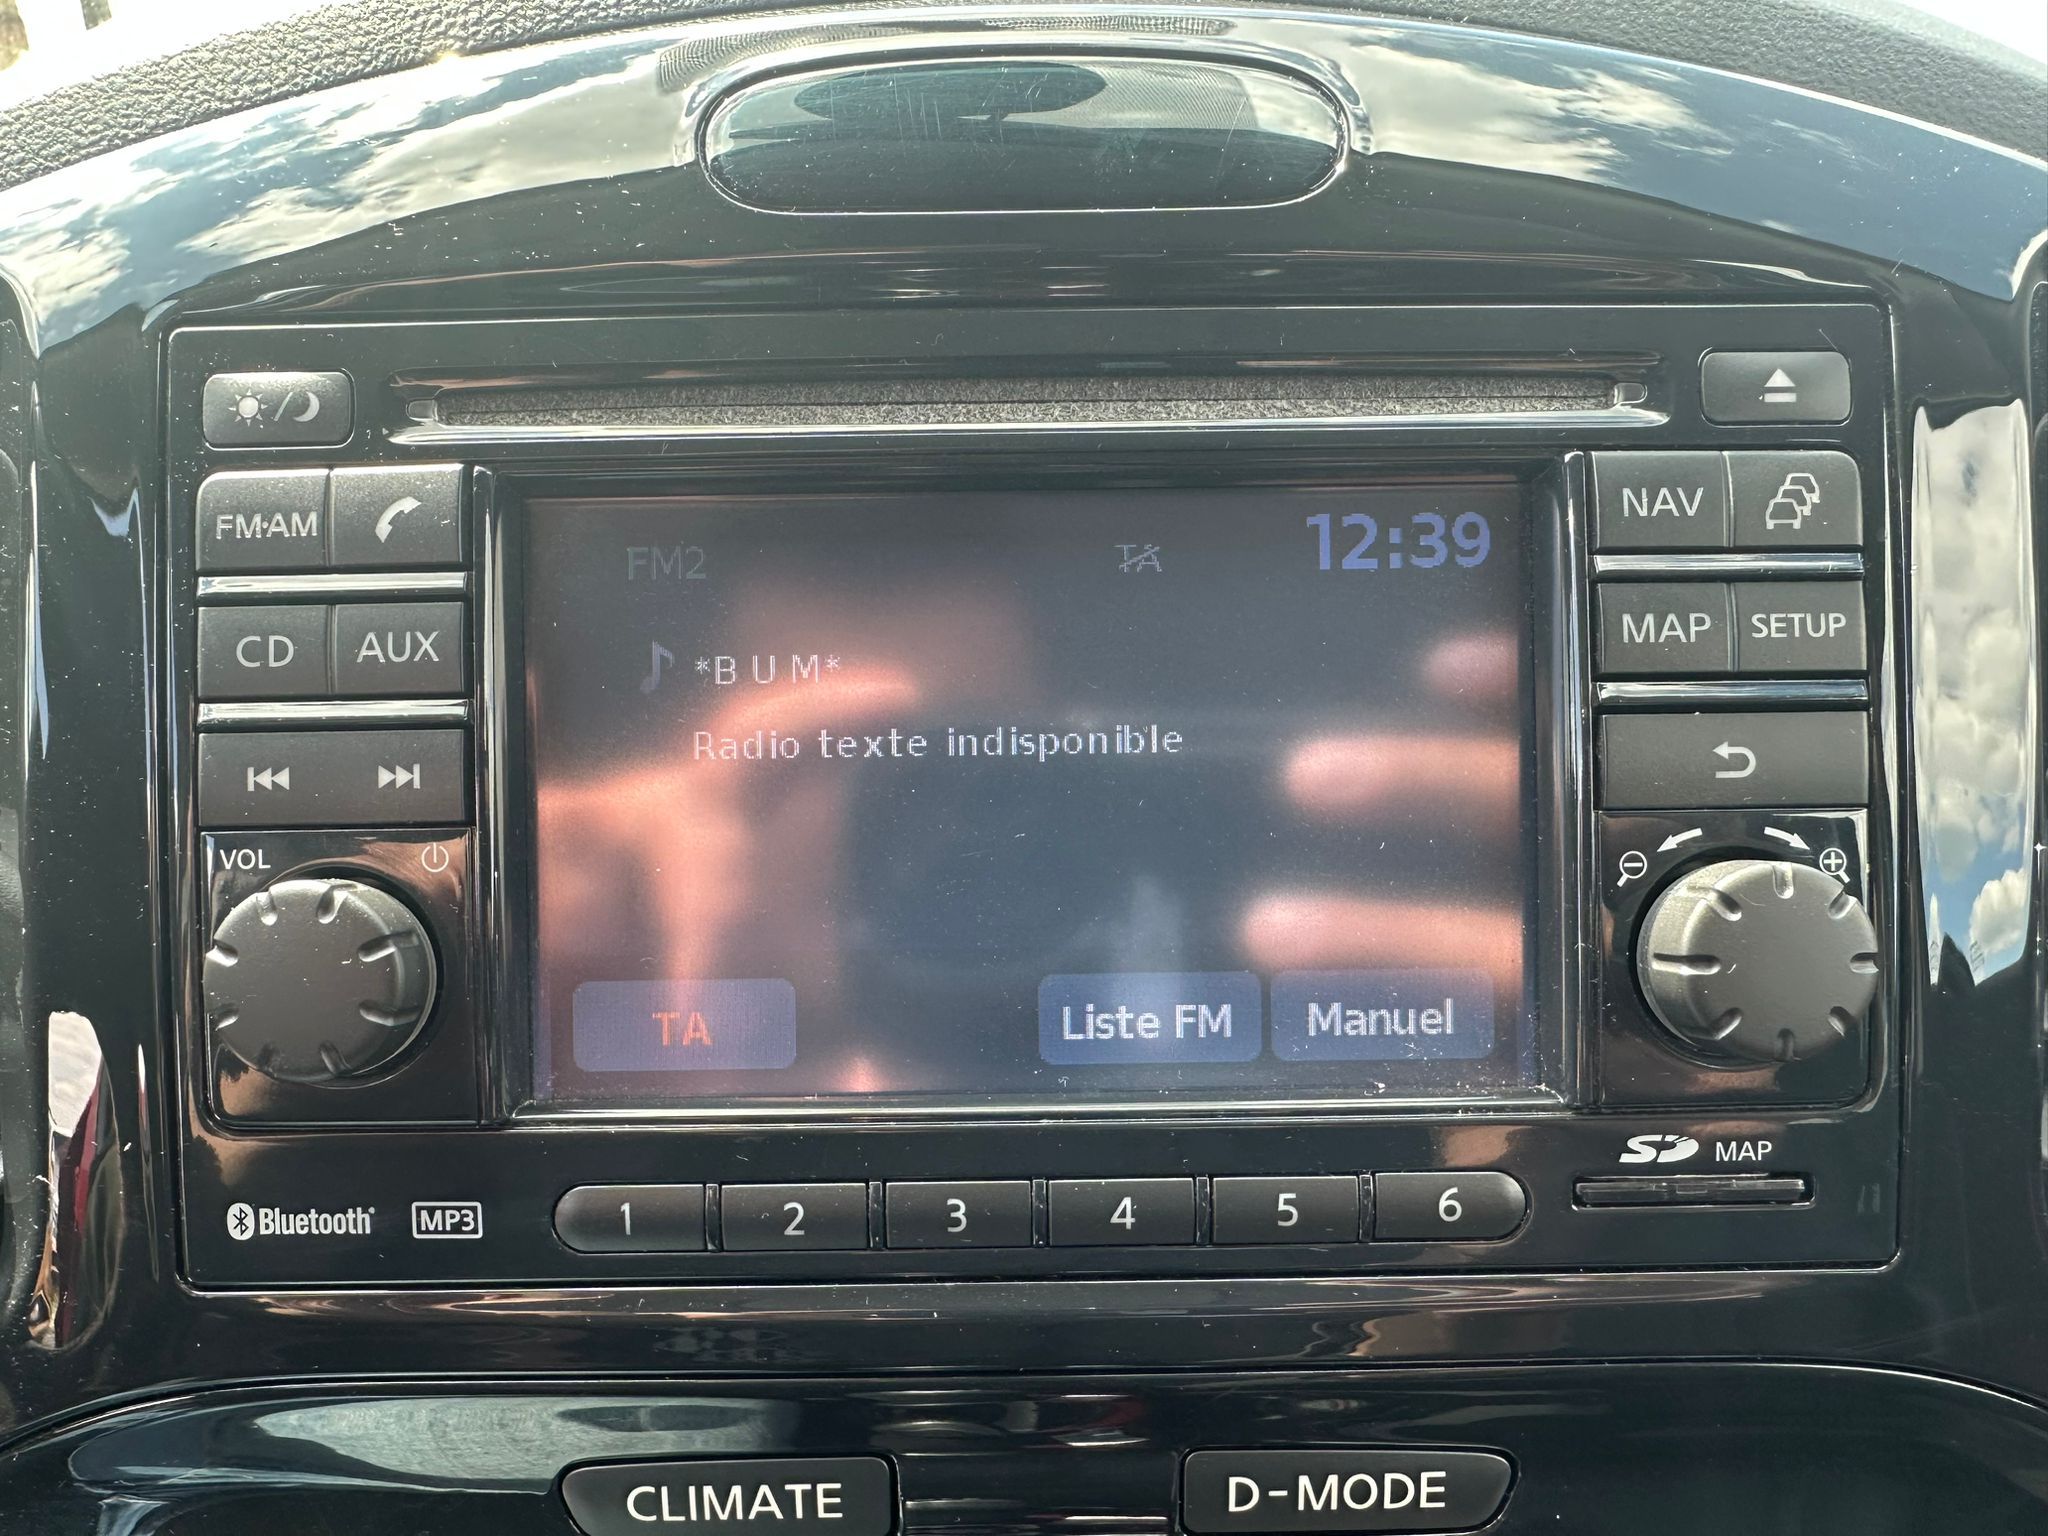 FM·AM
CD AUX
VOL
FM2 TA 12:39
*B U M*
Radio texte indisponible
TA Liste FM Manuel
NAV
MAP SETUP
SD MAP
Bluetooth MP3
1 2 3 4 5 6
CLIMATE D-MODE